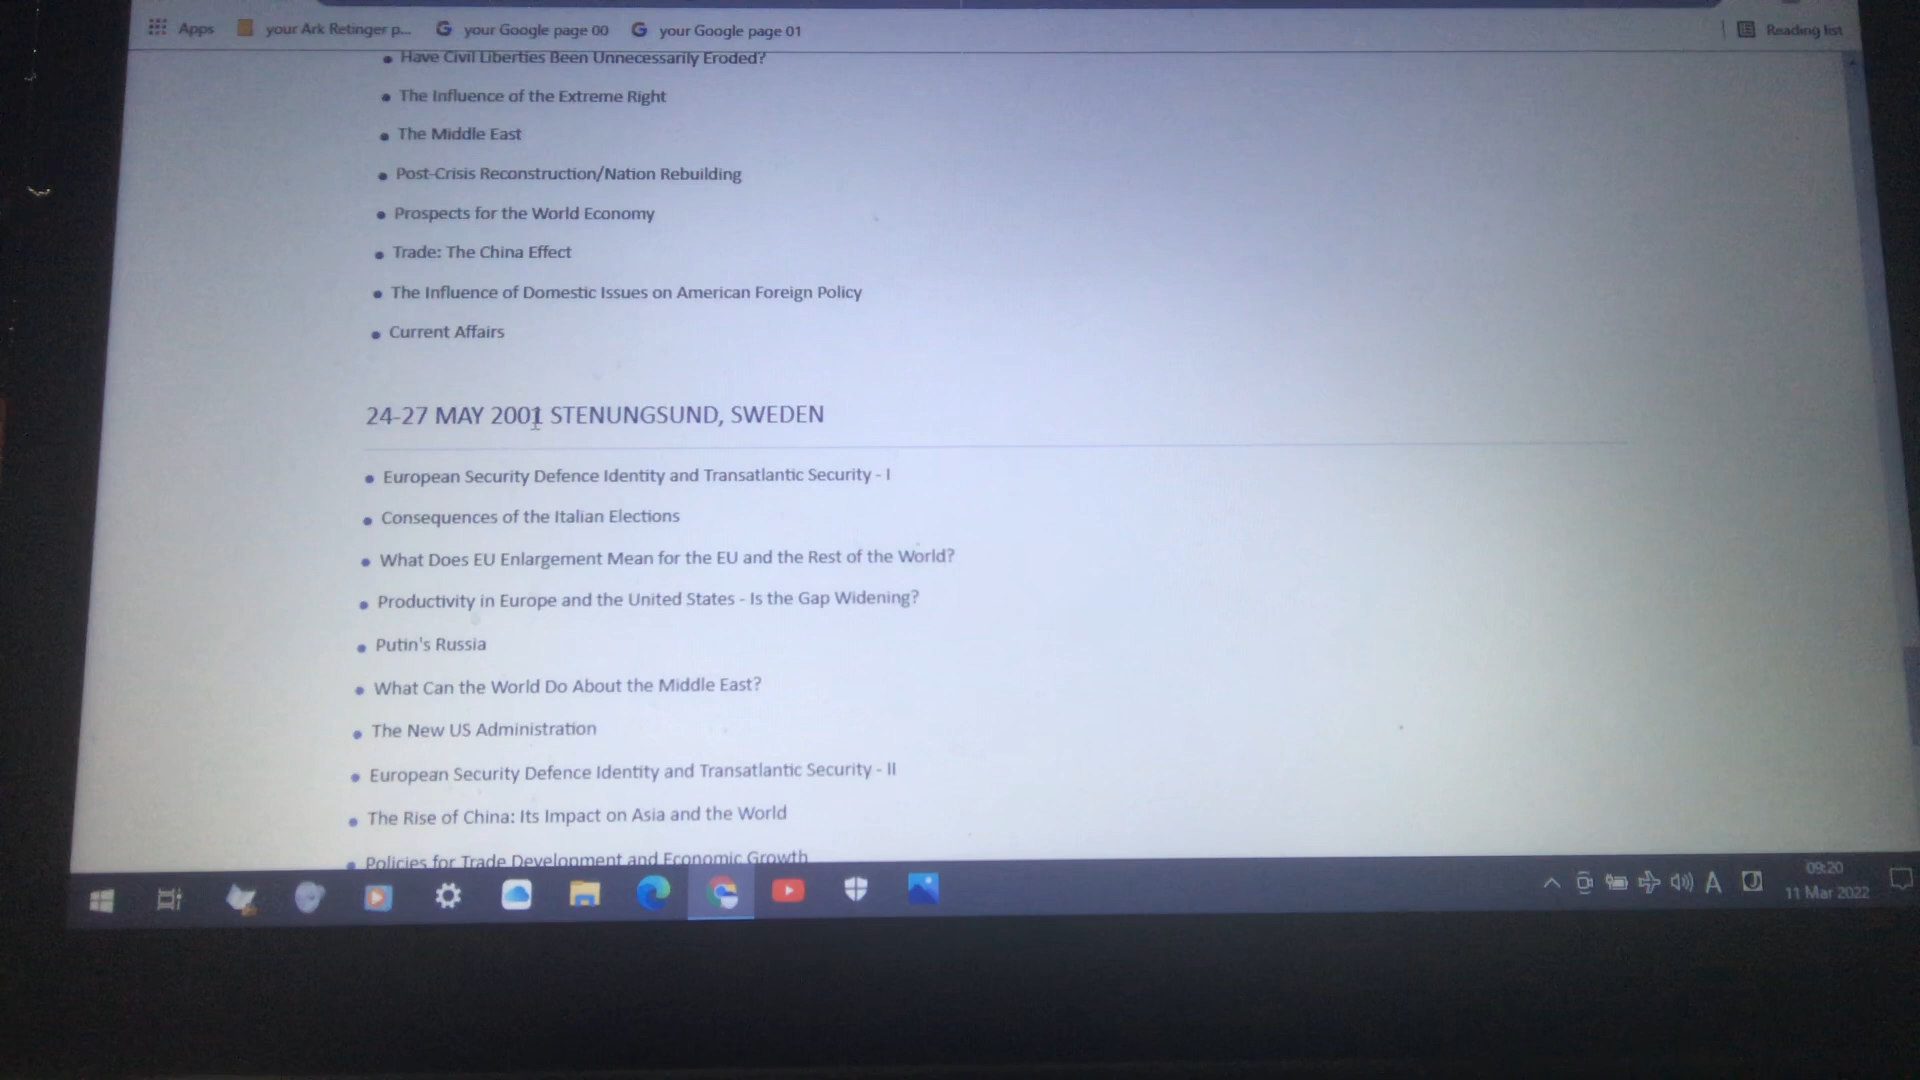 Apps your Ark Retinger p... your Google page 00 your Google page 01 Reading list
Have Civil Liberties Been Unnecessarily Eroded?
The Influence of the Extreme Right
The Middle East
Post-Crisis Reconstruction/Nation Rebuilding
Prospects for the World Economy
Trade: The China Effect
The Influence of Domestic Issues on American Foreign Policy
Current Affairs
24-27 MAY 2001 STENUNGSUND, SWEDEN
European Security Defence Identity and Transatlantic Security - I
Consequences of the Italian Elections
What Does EU Enlargement Mean for the EU and the Rest of the World?
Productivity in Europe and the United States - Is the Gap Widening?
Putin's Russia
What Can the World Do About the Middle East?
The New US Administration
European Security Defence Identity and Transatlantic Security - II
The Rise of China: Its Impact on Asia and the World
Policies for Trade Development and Economic Growth
A
09:20
11 Mar 2022